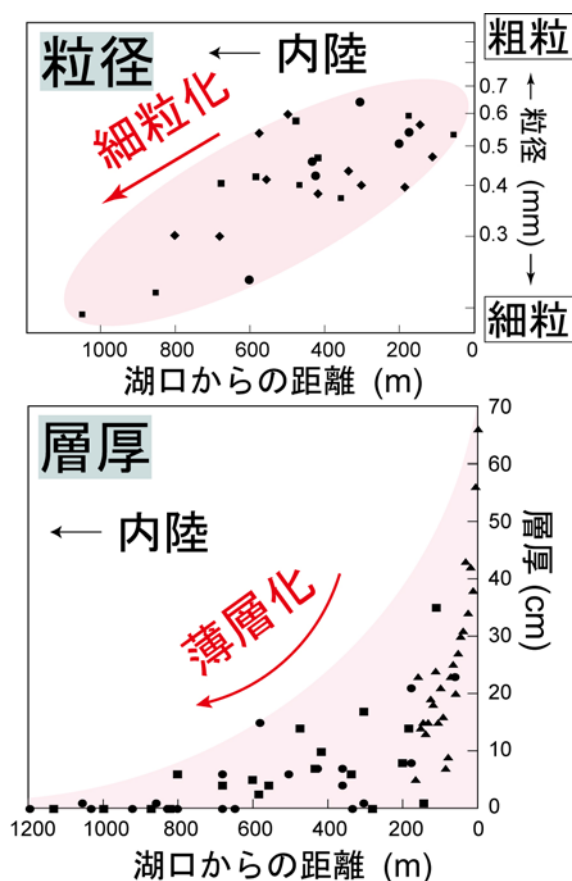 粒径
← 内陸
粗粒
細粒化
← 粒径 (mm) →
0.7
0.6
0.5
0.4
0.3
細粒
1000 800 600 400 200 0
湖口からの距離 (m)
層厚
← 内陸
薄層化
層厚 (cm)
70
60
50
40
30
20
10
0
1200 1000 800 600 400 200 0
湖口からの距離 (m)